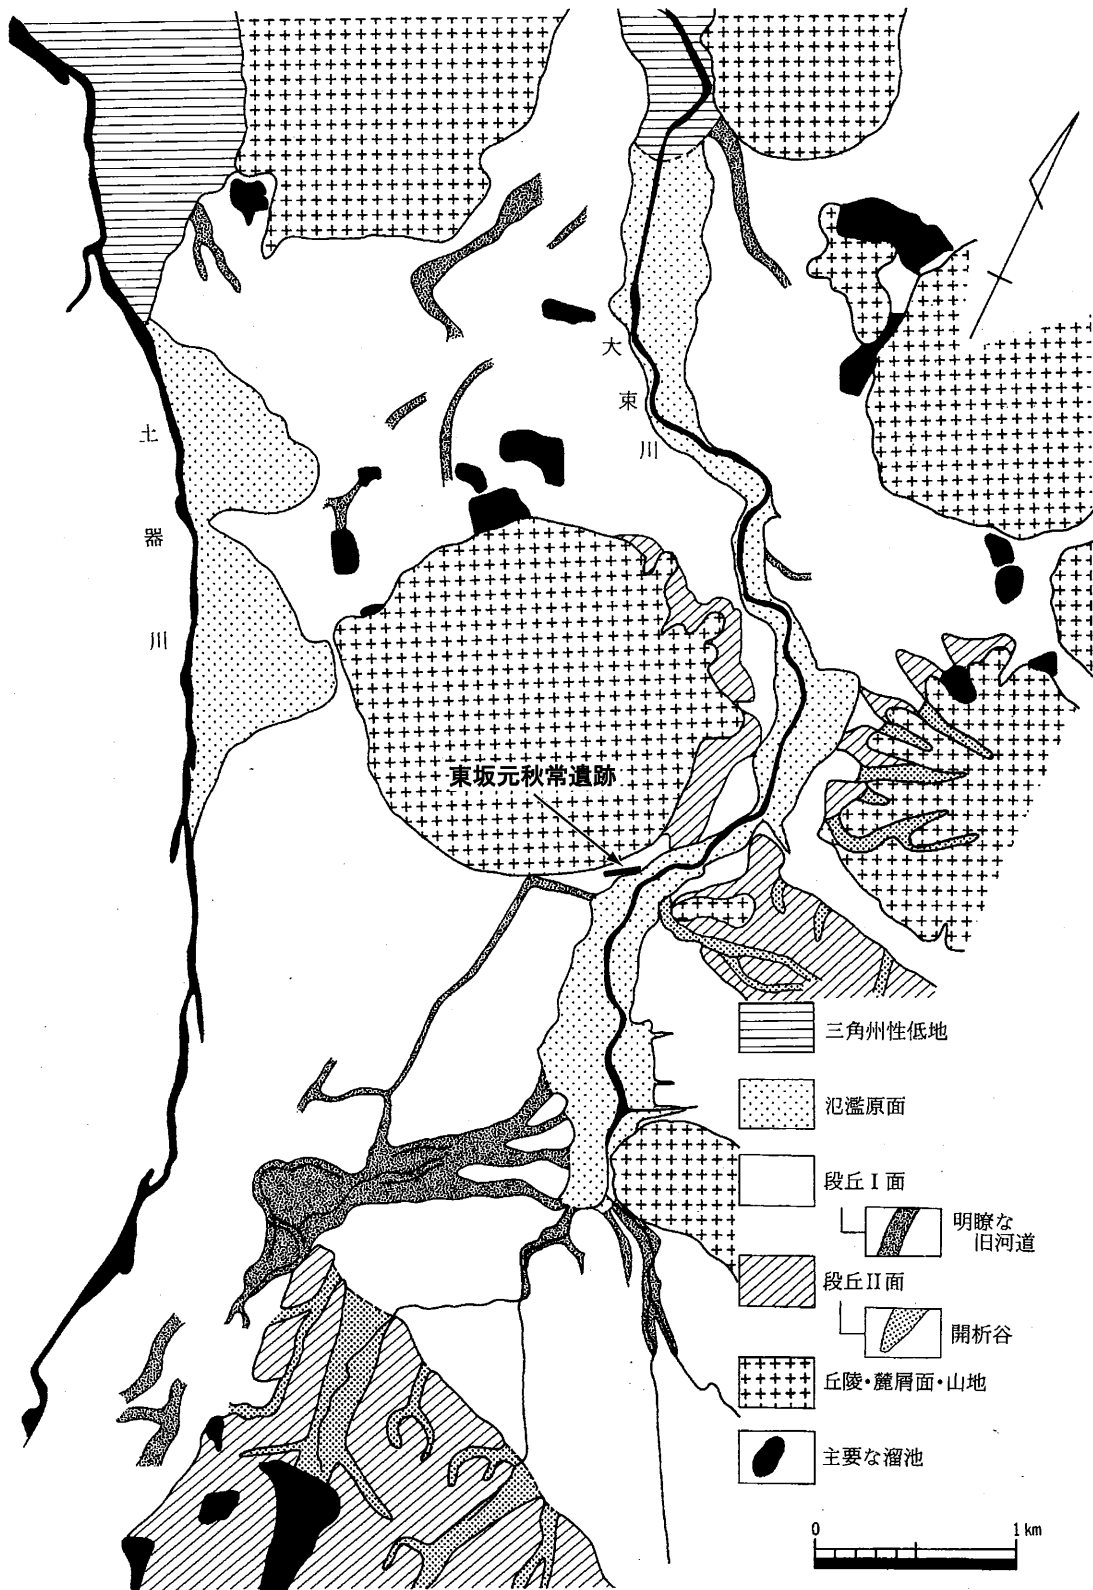 大
東
川
土
器
川
東坂元秋常遺跡
三角州性低地
氾濫原面
段丘Ⅰ面
明瞭な
旧河道
段丘Ⅱ面
開析谷
丘陵・麓屑面・山地
主要な溜池
0 1km